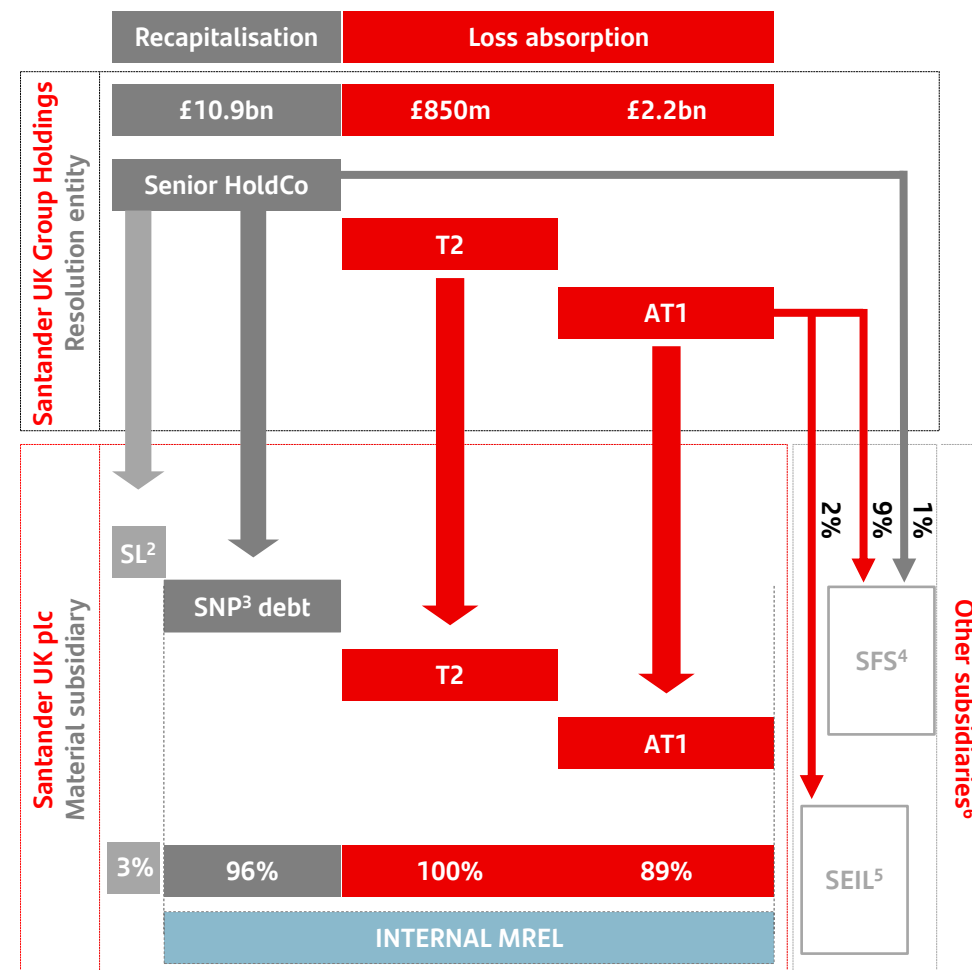 Recapitalisation
Loss absorption
Santander UK Group Holdings
Resolution entity
£10.9bn
£850m
£2.2bn
Senior HoldCo
T2
AT1
Santander UK plc
Material subsidiary
2%
9%
1%
SL2
SNP3 debt
T2
AT1
SFS4
SEIL5
Other subsidiaries6
3%
96%
100%
89%
INTERNAL MREL